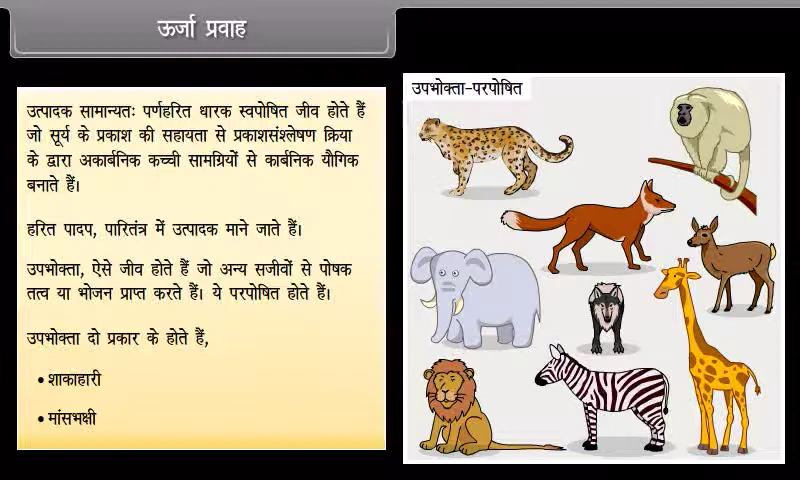 ऊर्जा प्रवाह
उत्पादक सामान्यतः पर्णहरित धारक स्वपोषित जीव होते हैं
जो सूर्य के प्रकाश की सहायता से प्रकाशसंश्लेषण क्रिया
के द्वारा अकार्बनिक कच्ची सामग्रियों से कार्बनिक यौगिक
बनाते हैं।
हरित पादप, पारितंत्र में उत्पादक माने जाते हैं।
उपभोक्ता, ऐसे जीव होते हैं जो अन्य सजीवों से पोषक
तत्व या भोजन प्राप्त करते हैं। ये परपोषित होते हैं।
उपभोक्ता दो प्रकार के होते हैं,
• शाकाहारी
• मांसभक्षी
उपभोक्ता-परपोषित